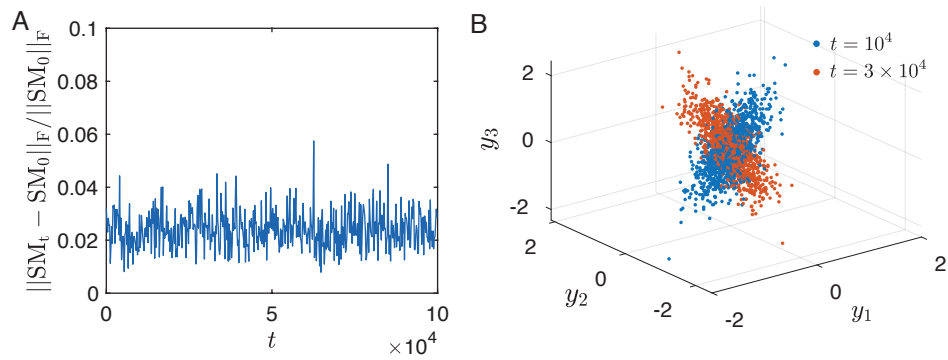 A
||SM_t − SM_0||_F/||SM_0||_F
0.1
0.08
0.06
0.04
0.02
0
0
5
10
t
×10^4
B
t = 10^4
t = 3 × 10^4
y_3
2
0
-2
2
0
-2
y_2
-2
0
2
y_1